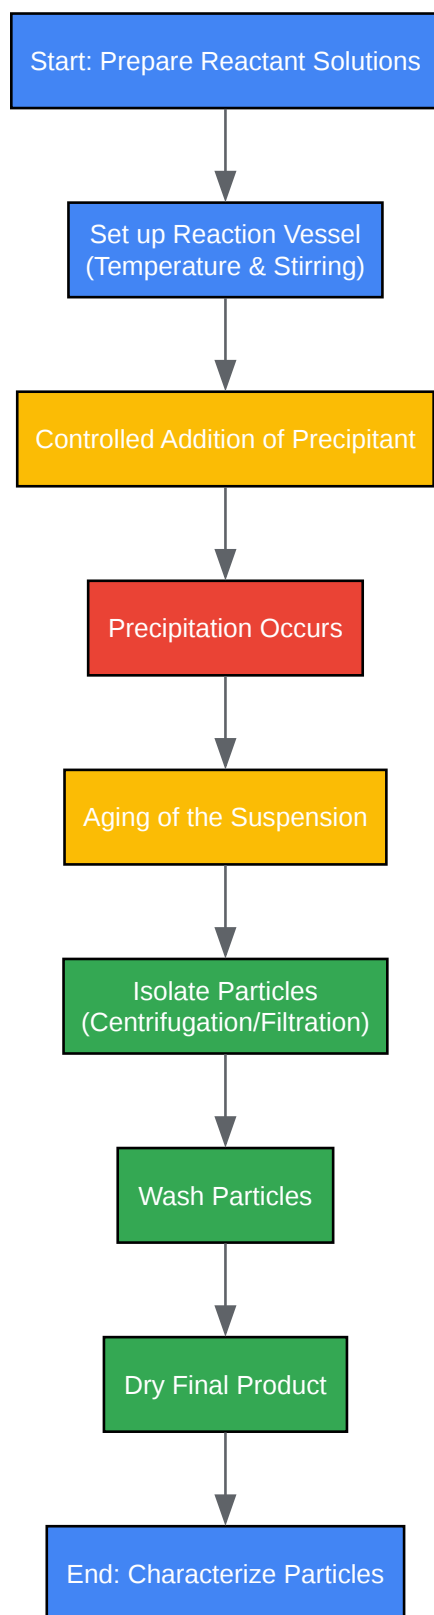 Start: Prepare Reactant Solutions
Set up Reaction Vessel
(Temperature & Stirring)
Controlled Addition of Precipitant
Precipitation Occurs
Aging of the Suspension
Isolate Particles
(Centrifugation/Filtration)
Wash Particles
Dry Final Product
End: Characterize Particles